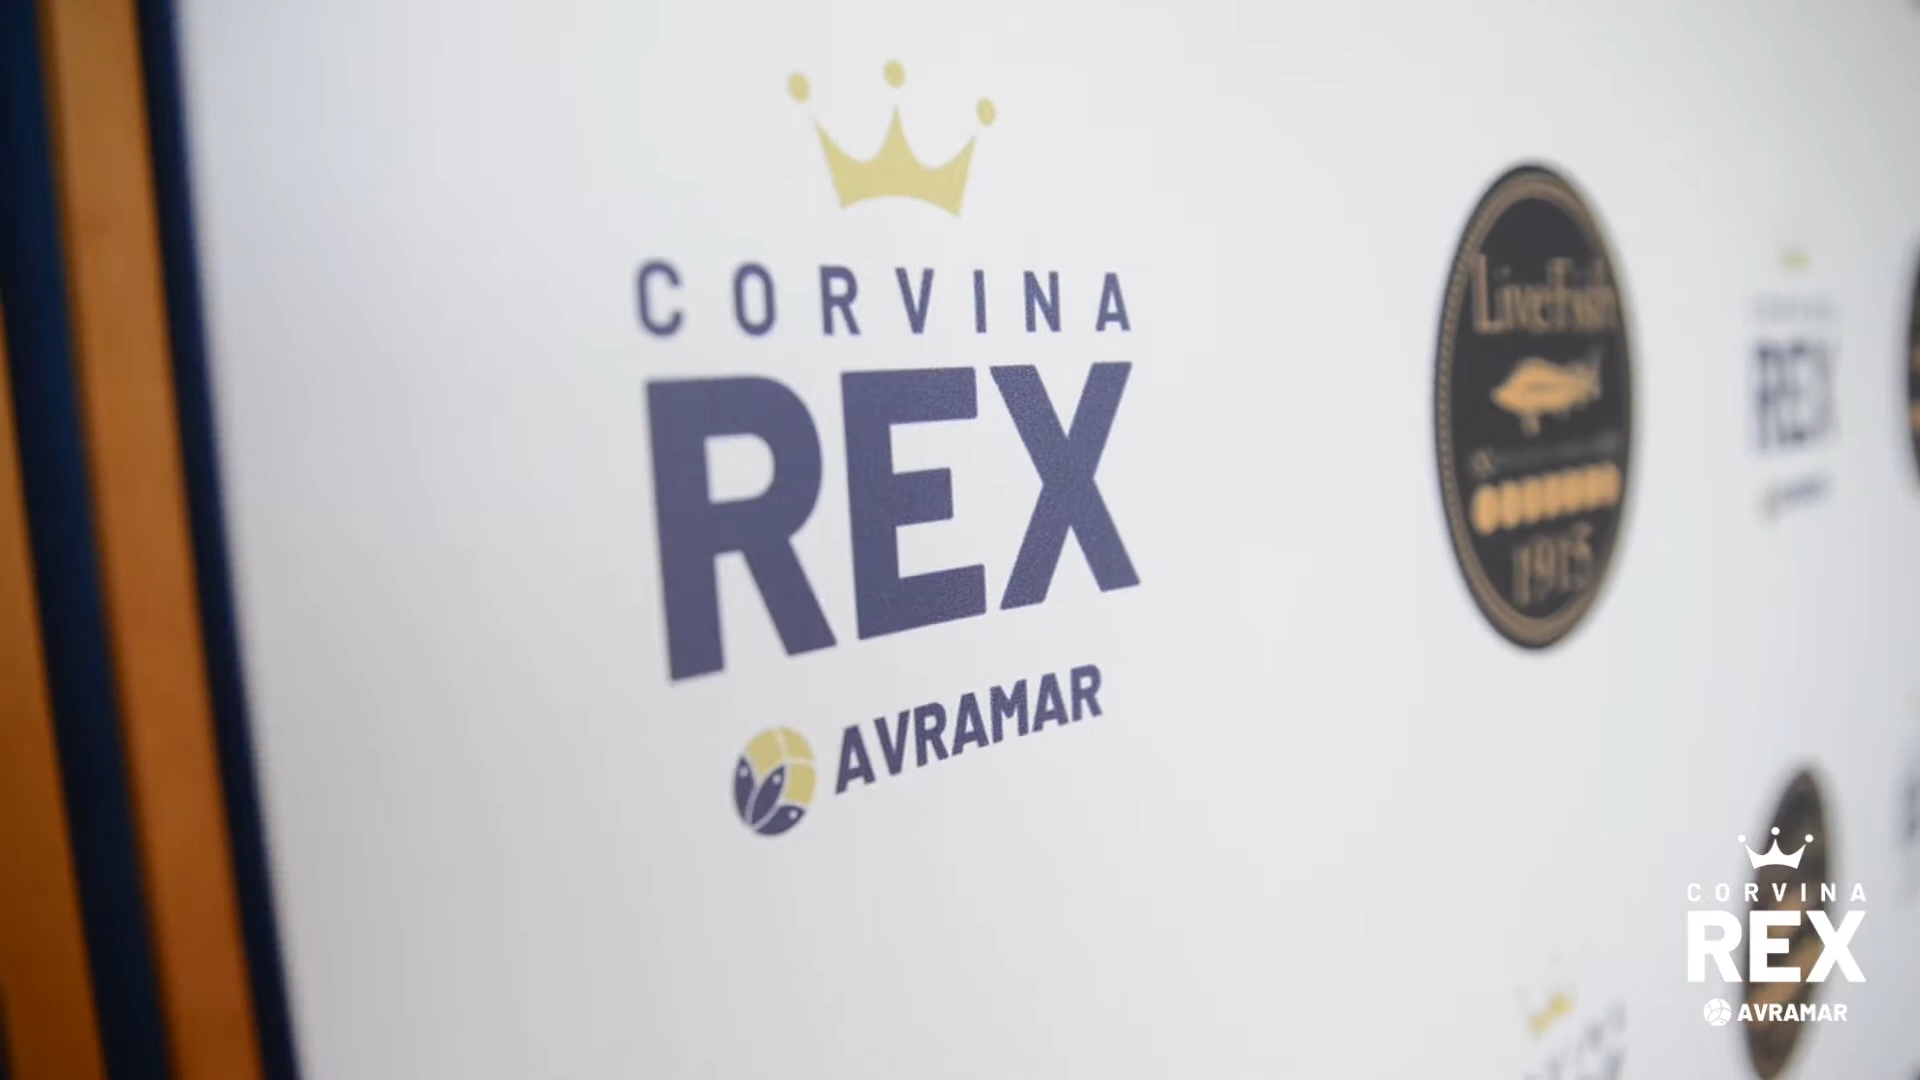 CORVINA
REX
AVRAMAR
LiveFish
1915
REX
CORVINA
REX
AVRAMAR